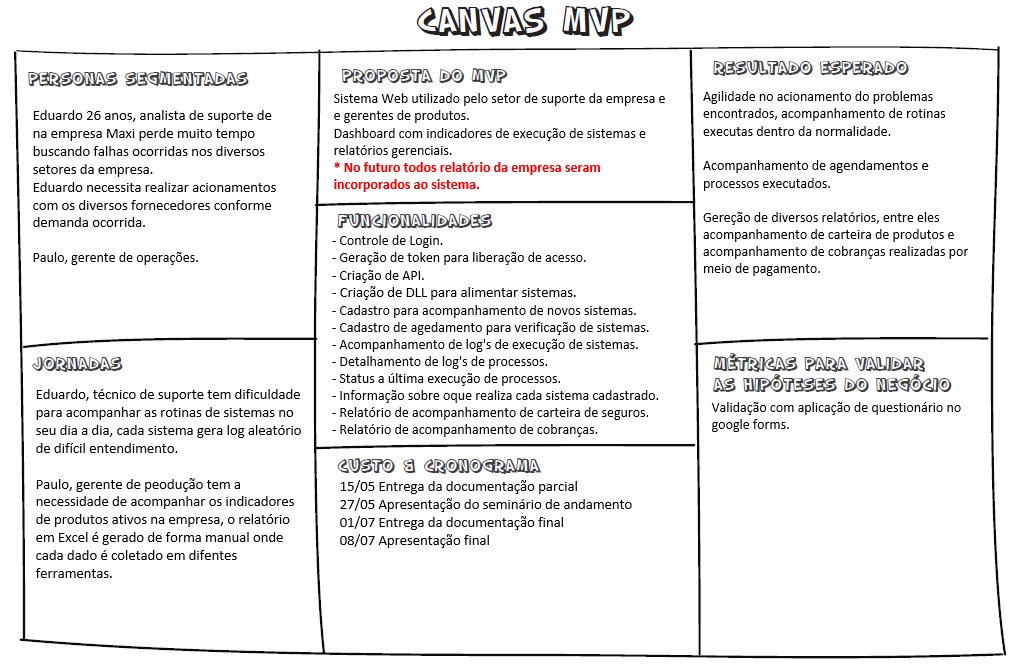 CANVAS MVP
PERSONAS SEGMENTADAS
Eduardo 26 anos, analista de suporte de
na empresa Maxi perde muito tempo
buscando falhas ocorridas nos diversos
setores da empresa.
Eduardo necessita realizar acionamentos
com os diversos fornecedores conforme
demanda ocorrida.
Paulo, gerente de operações.
JORNADAS
Eduardo, técnico de suporte tem dificuldade
para acompanhar as rotinas de sistemas no
seu dia a dia, cada sistema gera log aleatório
de difícil entendimento.
Paulo, gerente de peodução tem a
necessidade de acompanhar os indicadores
de produtos ativos na empresa, o relatório
em Excel é gerado de forma manual onde
cada dado é coletado em difentes
ferramentas.
PROPOSTA DO MVP
Sistema Web utilizado pelo setor de suporte da empresa e
e gerentes de produtos.
Dashboard com indicadores de execução de sistemas e
relatórios gerenciais.
* No futuro todos relatório da empresa seram
incorporados ao sistema.
FUNCIONALIDADES
- Controle de Login.
- Geração de token para liberação de acesso.
- Criação de API.
- Criação de DLL para alimentar sistemas.
- Cadastro para acompanhamento de novos sistemas.
- Cadastro de agedamento para verificação de sistemas.
- Acompanhamento de log's de execução de sistemas.
- Detalhamento de log's de processos.
- Status a última execução de processos.
- Informação sobre oque realiza cada sistema cadastrado.
- Relatório de acompanhamento de carteira de seguros.
- Relatório de acompanhamento de cobranças.
CUSTO & CRONOGRAMA
15/05 Entrega da documentação parcial
27/05 Apresentação do seminário de andamento
01/07 Entrega da documentação final
08/07 Apresentação final
RESULTADO ESPERADO
Agilidade no acionamento do problemas
encontrados, acompanhamento de rotinas
executas dentro da normalidade.
Acompanhamento de agendamentos e
processos executados.
Gereção de diversos relatórios, entre eles
acompanhamento de carteira de produtos e
acompanhamento de cobranças realizadas por
meio de pagamento.
MÉTRICAS PARA VALIDAR
AS HIPÓTESES DO NEGÓCIO
Validação com aplicação de questionário no
google forms.